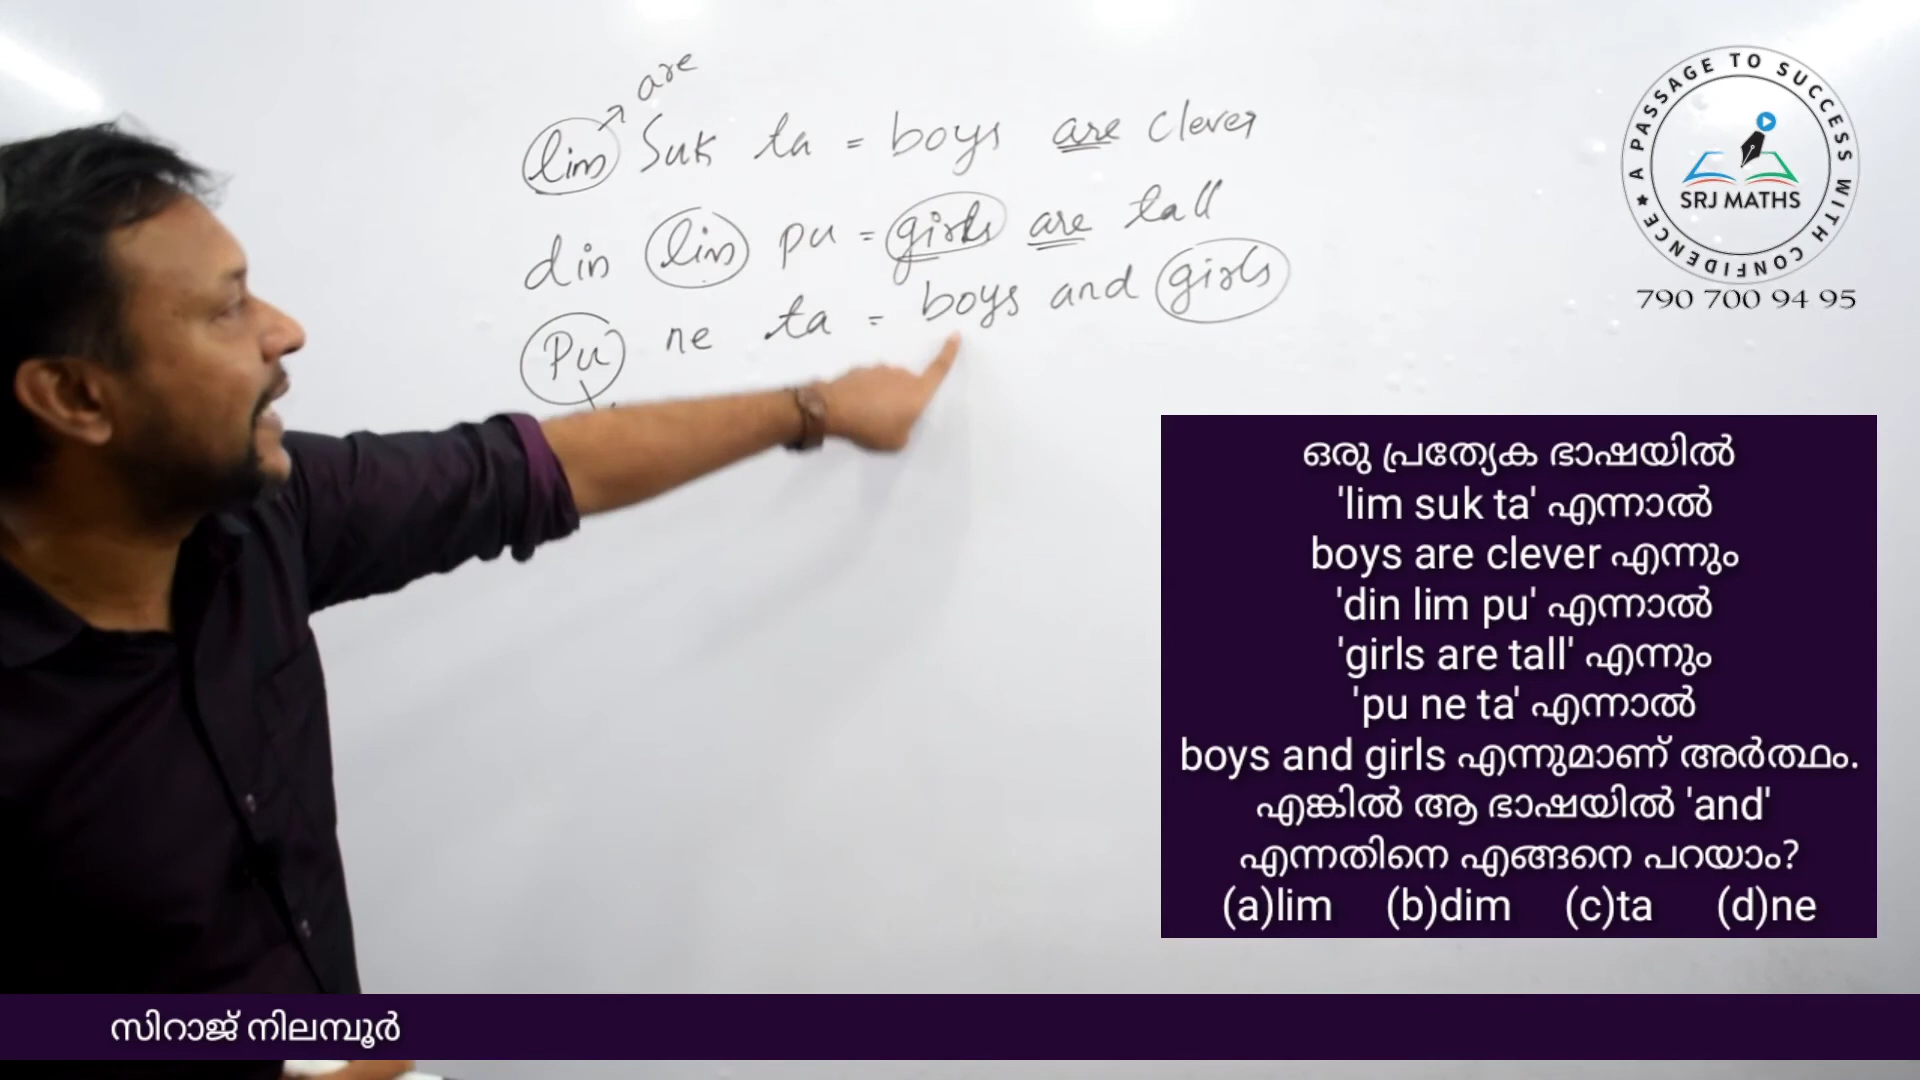 are
lim suk ta = boys are clever
din lim pu = girls are tall
Pu ne ta = boys and girls
A PASSAGE TO SUCCESS WITH CONFIDENCE
SRJ MATHS
790 700 94 95
ഒരു പ്രത്യേക ഭാഷയിൽ
'lim suk ta' എന്നാൽ
boys are clever എന്നും
'din lim pu' എന്നാൽ
'girls are tall' എന്നും
'pu ne ta' എന്നാൽ
boys and girls എന്നുമാണ് അർത്ഥം.
എങ്കിൽ ആ ഭാഷയിൽ 'and'
എന്നതിനെ എങ്ങനെ പറയാം?
(a)lim (b)dim (c)ta (d)ne
സിറാജ് നിലമ്പൂർ